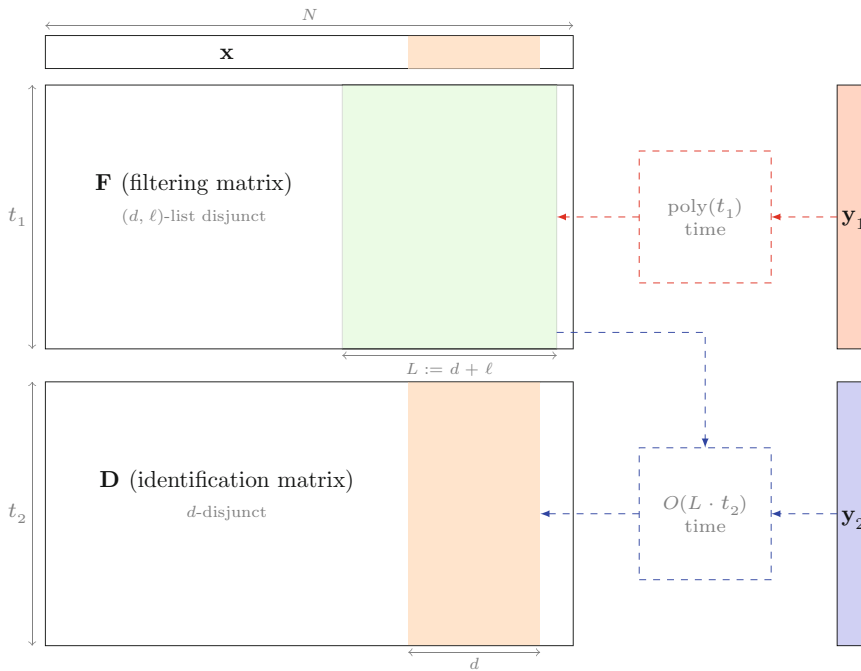 N
x
F (filtering matrix)
(d, ℓ)-list disjunct
t₁
poly(t₁)
time
y₁
L := d + ℓ
D (identification matrix)
d-disjunct
t₂
O(L · t₂)
time
y₂
d